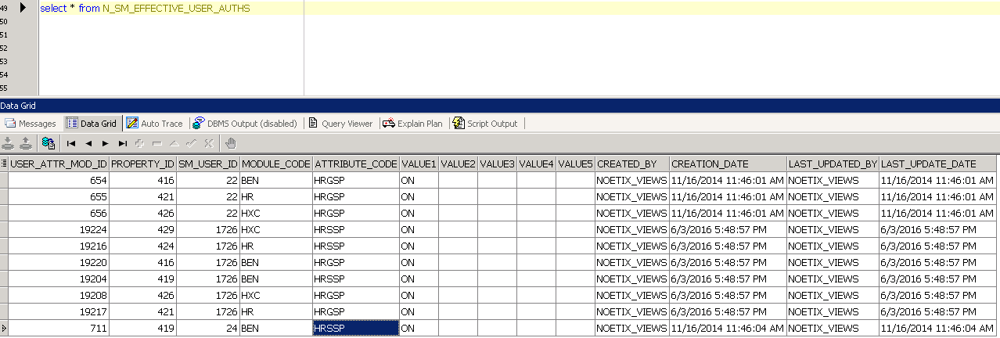 49 select * from N_SM_EFFECTIVE_USER_AUTHS
50
51
52
53
54
55
Data Grid
Messages Data Grid Auto Trace DBMS Output (disabled) Query Viewer Explain Plan Script Output
USER_ATTR_MOD_ID PROPERTY_ID SM_USER_ID MODULE_CODE ATTRIBUTE_CODE VALUE1 VALUE2 VALUE3 VALUE4 VALUE5 CREATED_BY CREATION_DATE LAST_UPDATED_BY LAST_UPDATE_DATE
654 416 22 BEN HRGSP ON NOETIX_VIEWS 11/16/2014 11:46:01 AM NOETIX_VIEWS 11/16/2014 11:46:01 AM
655 421 22 HR HRGSP ON NOETIX_VIEWS 11/16/2014 11:46:01 AM NOETIX_VIEWS 11/16/2014 11:46:01 AM
656 426 22 HXC HRGSP ON NOETIX_VIEWS 11/16/2014 11:46:01 AM NOETIX_VIEWS 11/16/2014 11:46:01 AM
19224 429 1726 HXC HRSSP ON NOETIX_VIEWS 6/3/2016 5:48:57 PM NOETIX_VIEWS 6/3/2016 5:48:57 PM
19216 424 1726 HR HRSSP ON NOETIX_VIEWS 6/3/2016 5:48:57 PM NOETIX_VIEWS 6/3/2016 5:48:57 PM
19220 416 1726 BEN HRGSP ON NOETIX_VIEWS 6/3/2016 5:48:57 PM NOETIX_VIEWS 6/3/2016 5:48:57 PM
19204 419 1726 BEN HRSSP ON NOETIX_VIEWS 6/3/2016 5:48:57 PM NOETIX_VIEWS 6/3/2016 5:48:57 PM
19208 426 1726 HXC HRGSP ON NOETIX_VIEWS 6/3/2016 5:48:57 PM NOETIX_VIEWS 6/3/2016 5:48:57 PM
19217 421 1726 HR HRGSP ON NOETIX_VIEWS 6/3/2016 5:48:57 PM NOETIX_VIEWS 6/3/2016 5:48:57 PM
711 419 24 BEN HRSSP ON NOETIX_VIEWS 11/16/2014 11:46:04 AM NOETIX_VIEWS 11/16/2014 11:46:04 AM